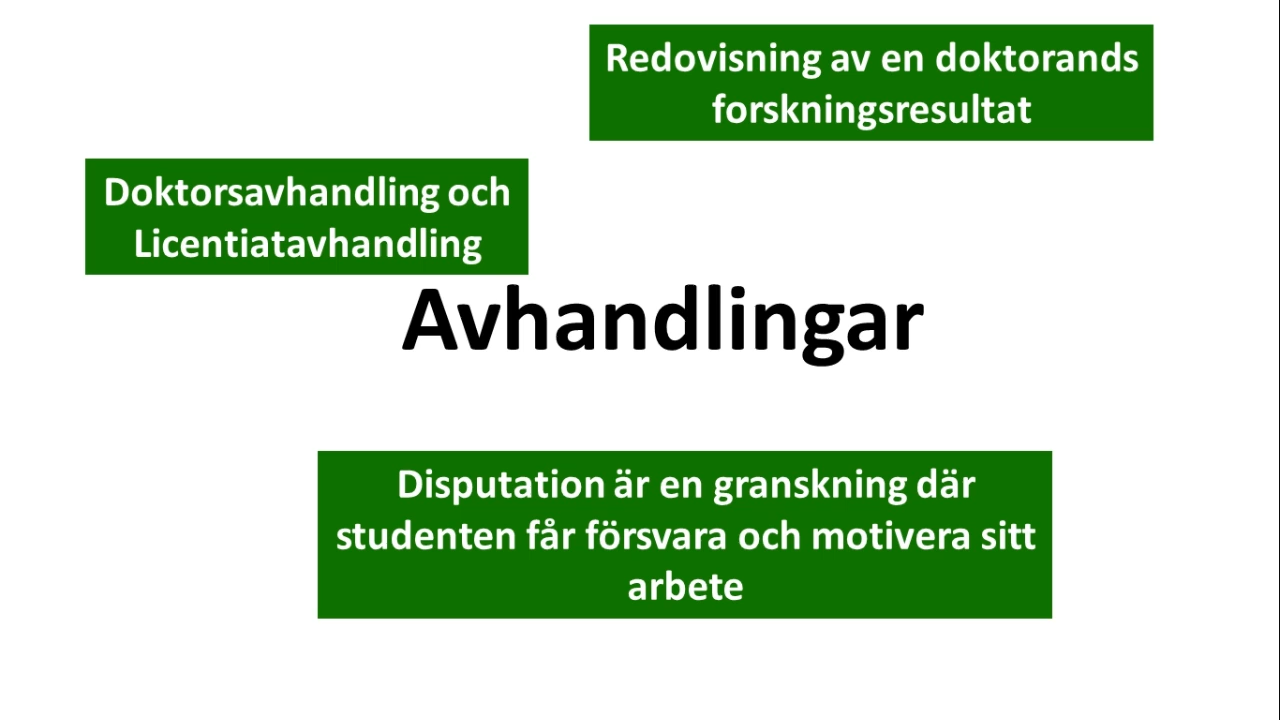 Redovisning av en doktorands
forskningsresultat
Doktorsavhandling och
Licentiatavhandling
Avhandlingar
Disputation är en granskning där
studenten får försvara och motivera sitt
arbete